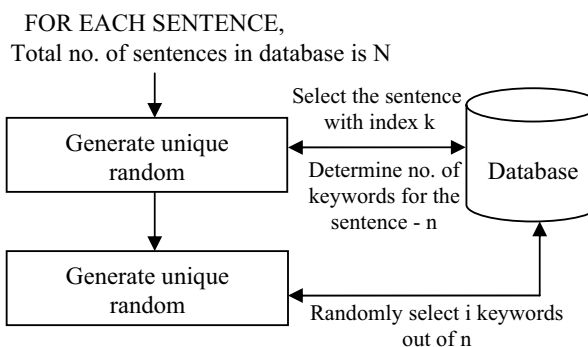 FOR EACH SENTENCE,
Total no. of sentences in database is N
Generate unique
random
Select the sentence
with index k
Determine no. of
keywords for the
sentence - n
Database
Generate unique
random
Randomly select i keywords
out of n